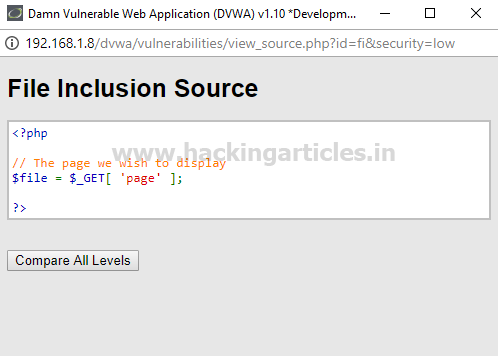 Damn Vulnerable Web Application (DVWA) v1.10 *Developm...
192.168.1.8/dvwa/vulnerabilities/view_source.php?id=fi&security=low
File Inclusion Source
<?php
www.hackingarticles.in
// The page we wish to display
$file = $_GET[ 'page' ];
?>
Compare All Levels